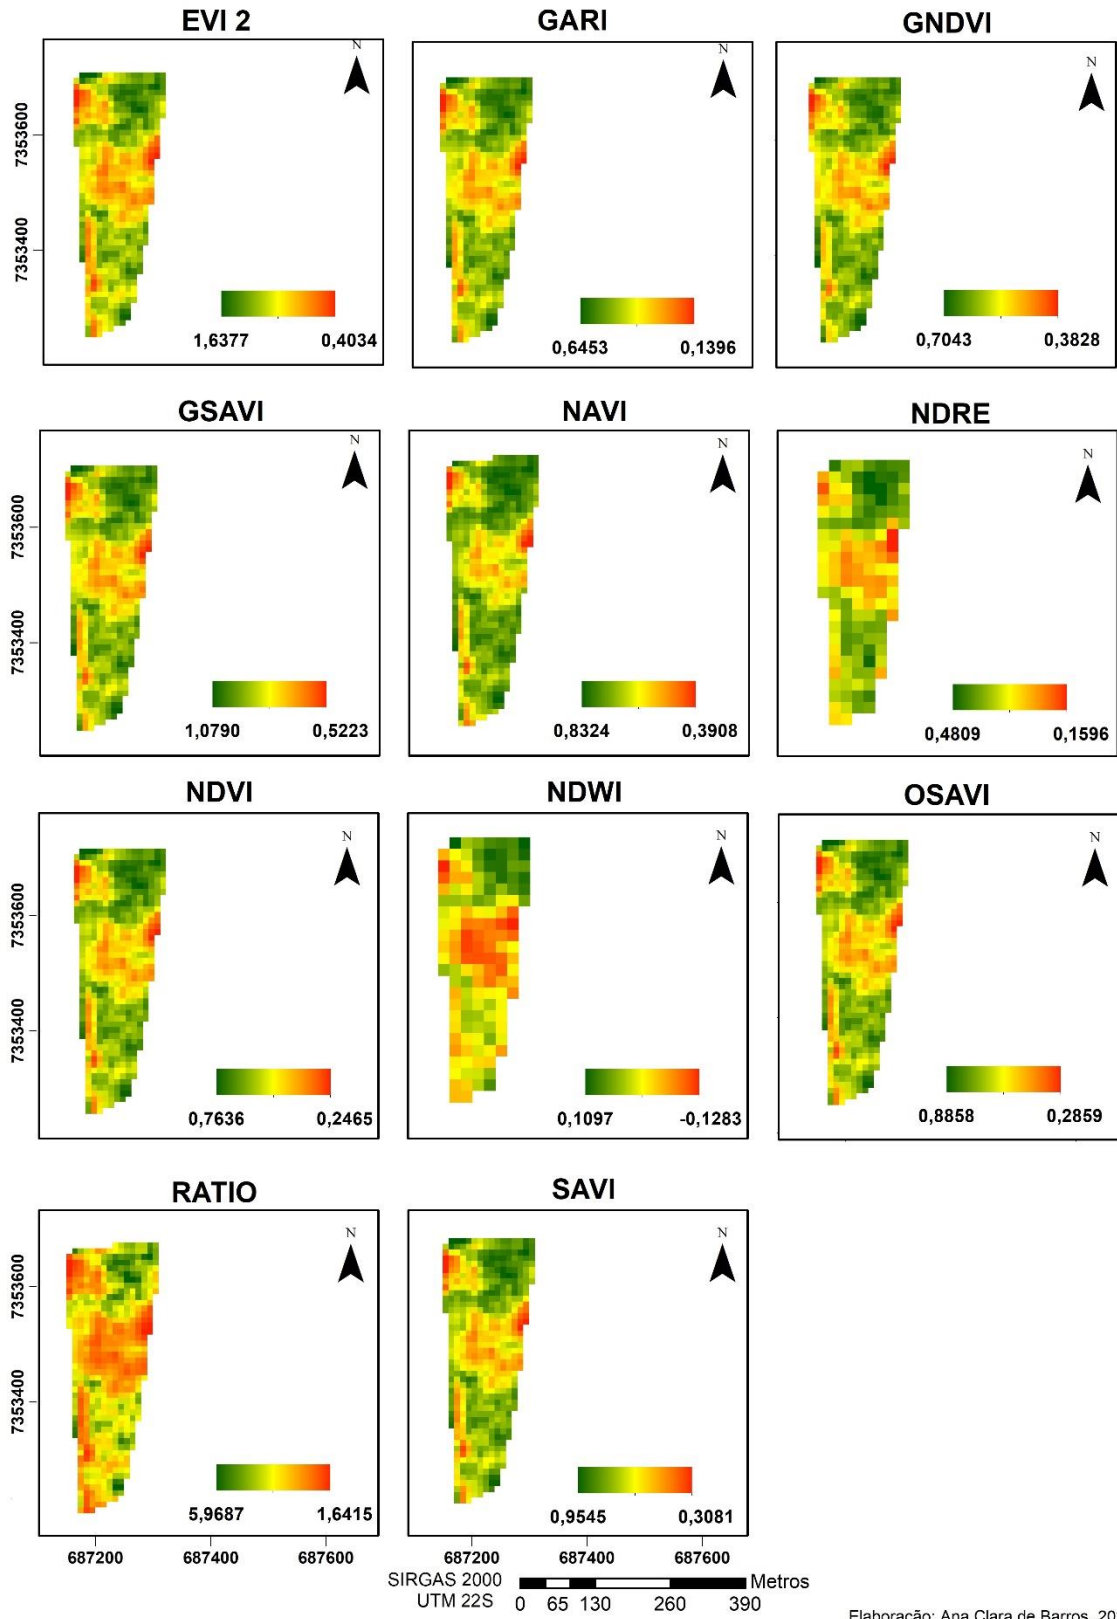 EVI 2 GARI GNDVI
N N N
7353600
7353400
1,6377 0,4034 0,6453 0,1396 0,7043 0,3828
GSAVI NAVI NDRE
N N N
7353600
7353400
1,0790 0,5223 0,8324 0,3908 0,4809 0,1596
NDVI NDWI OSAVI
N N N
7353600
7353400
0,7636 0,2465 0,1097 -0,1283 0,8858 0,2859
RATIO SAVI
N N
7353600
7353400
5,9687 1,6415 0,9545 0,3081
687200 687400 687600 687200 687400 687600
SIRGAS 2000 Metros
UTM 22S 0 65 130 260 390
Elaboração: Ana Clara de Barros, 20